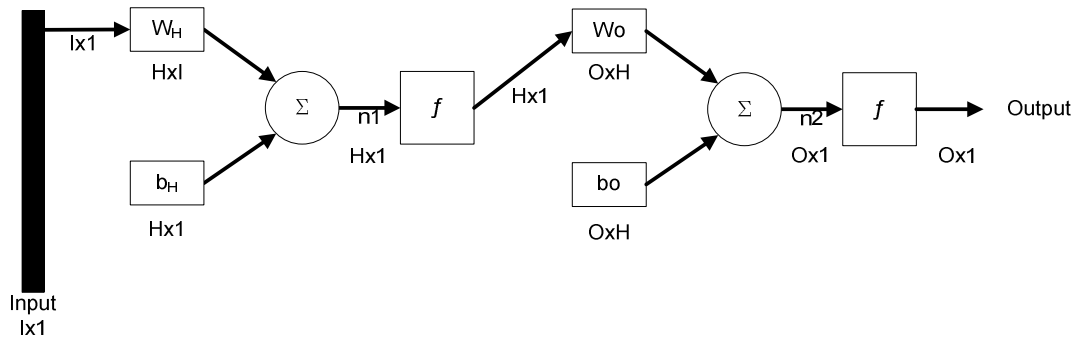 Ix1
W_H
HxI
Σ
n1
Hx1
f
b_H
Hx1
Hx1
Wo
OxH
Σ
n2
Ox1
f
Ox1
Output
bo
OxH
Input
Ix1